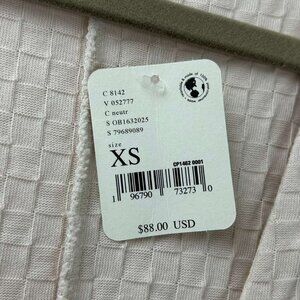 C 8142
V 052777
C neutr
S OB1632025
S 79689089
size
XS
CP1462 0001
1 96790 73273 0
$88.00 USD